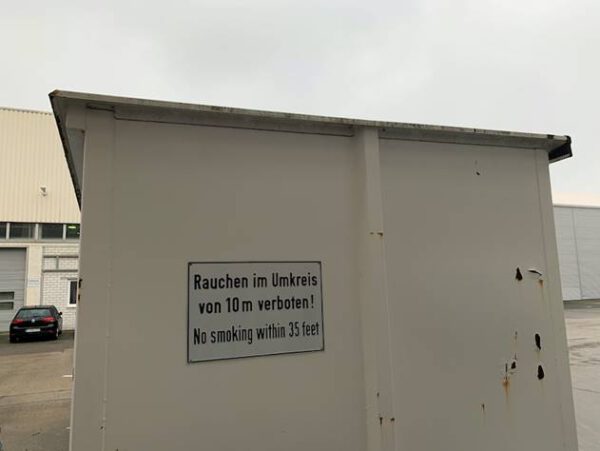 Rauchen im Umkreis
von 10 m verboten!
No smoking within 35 feet